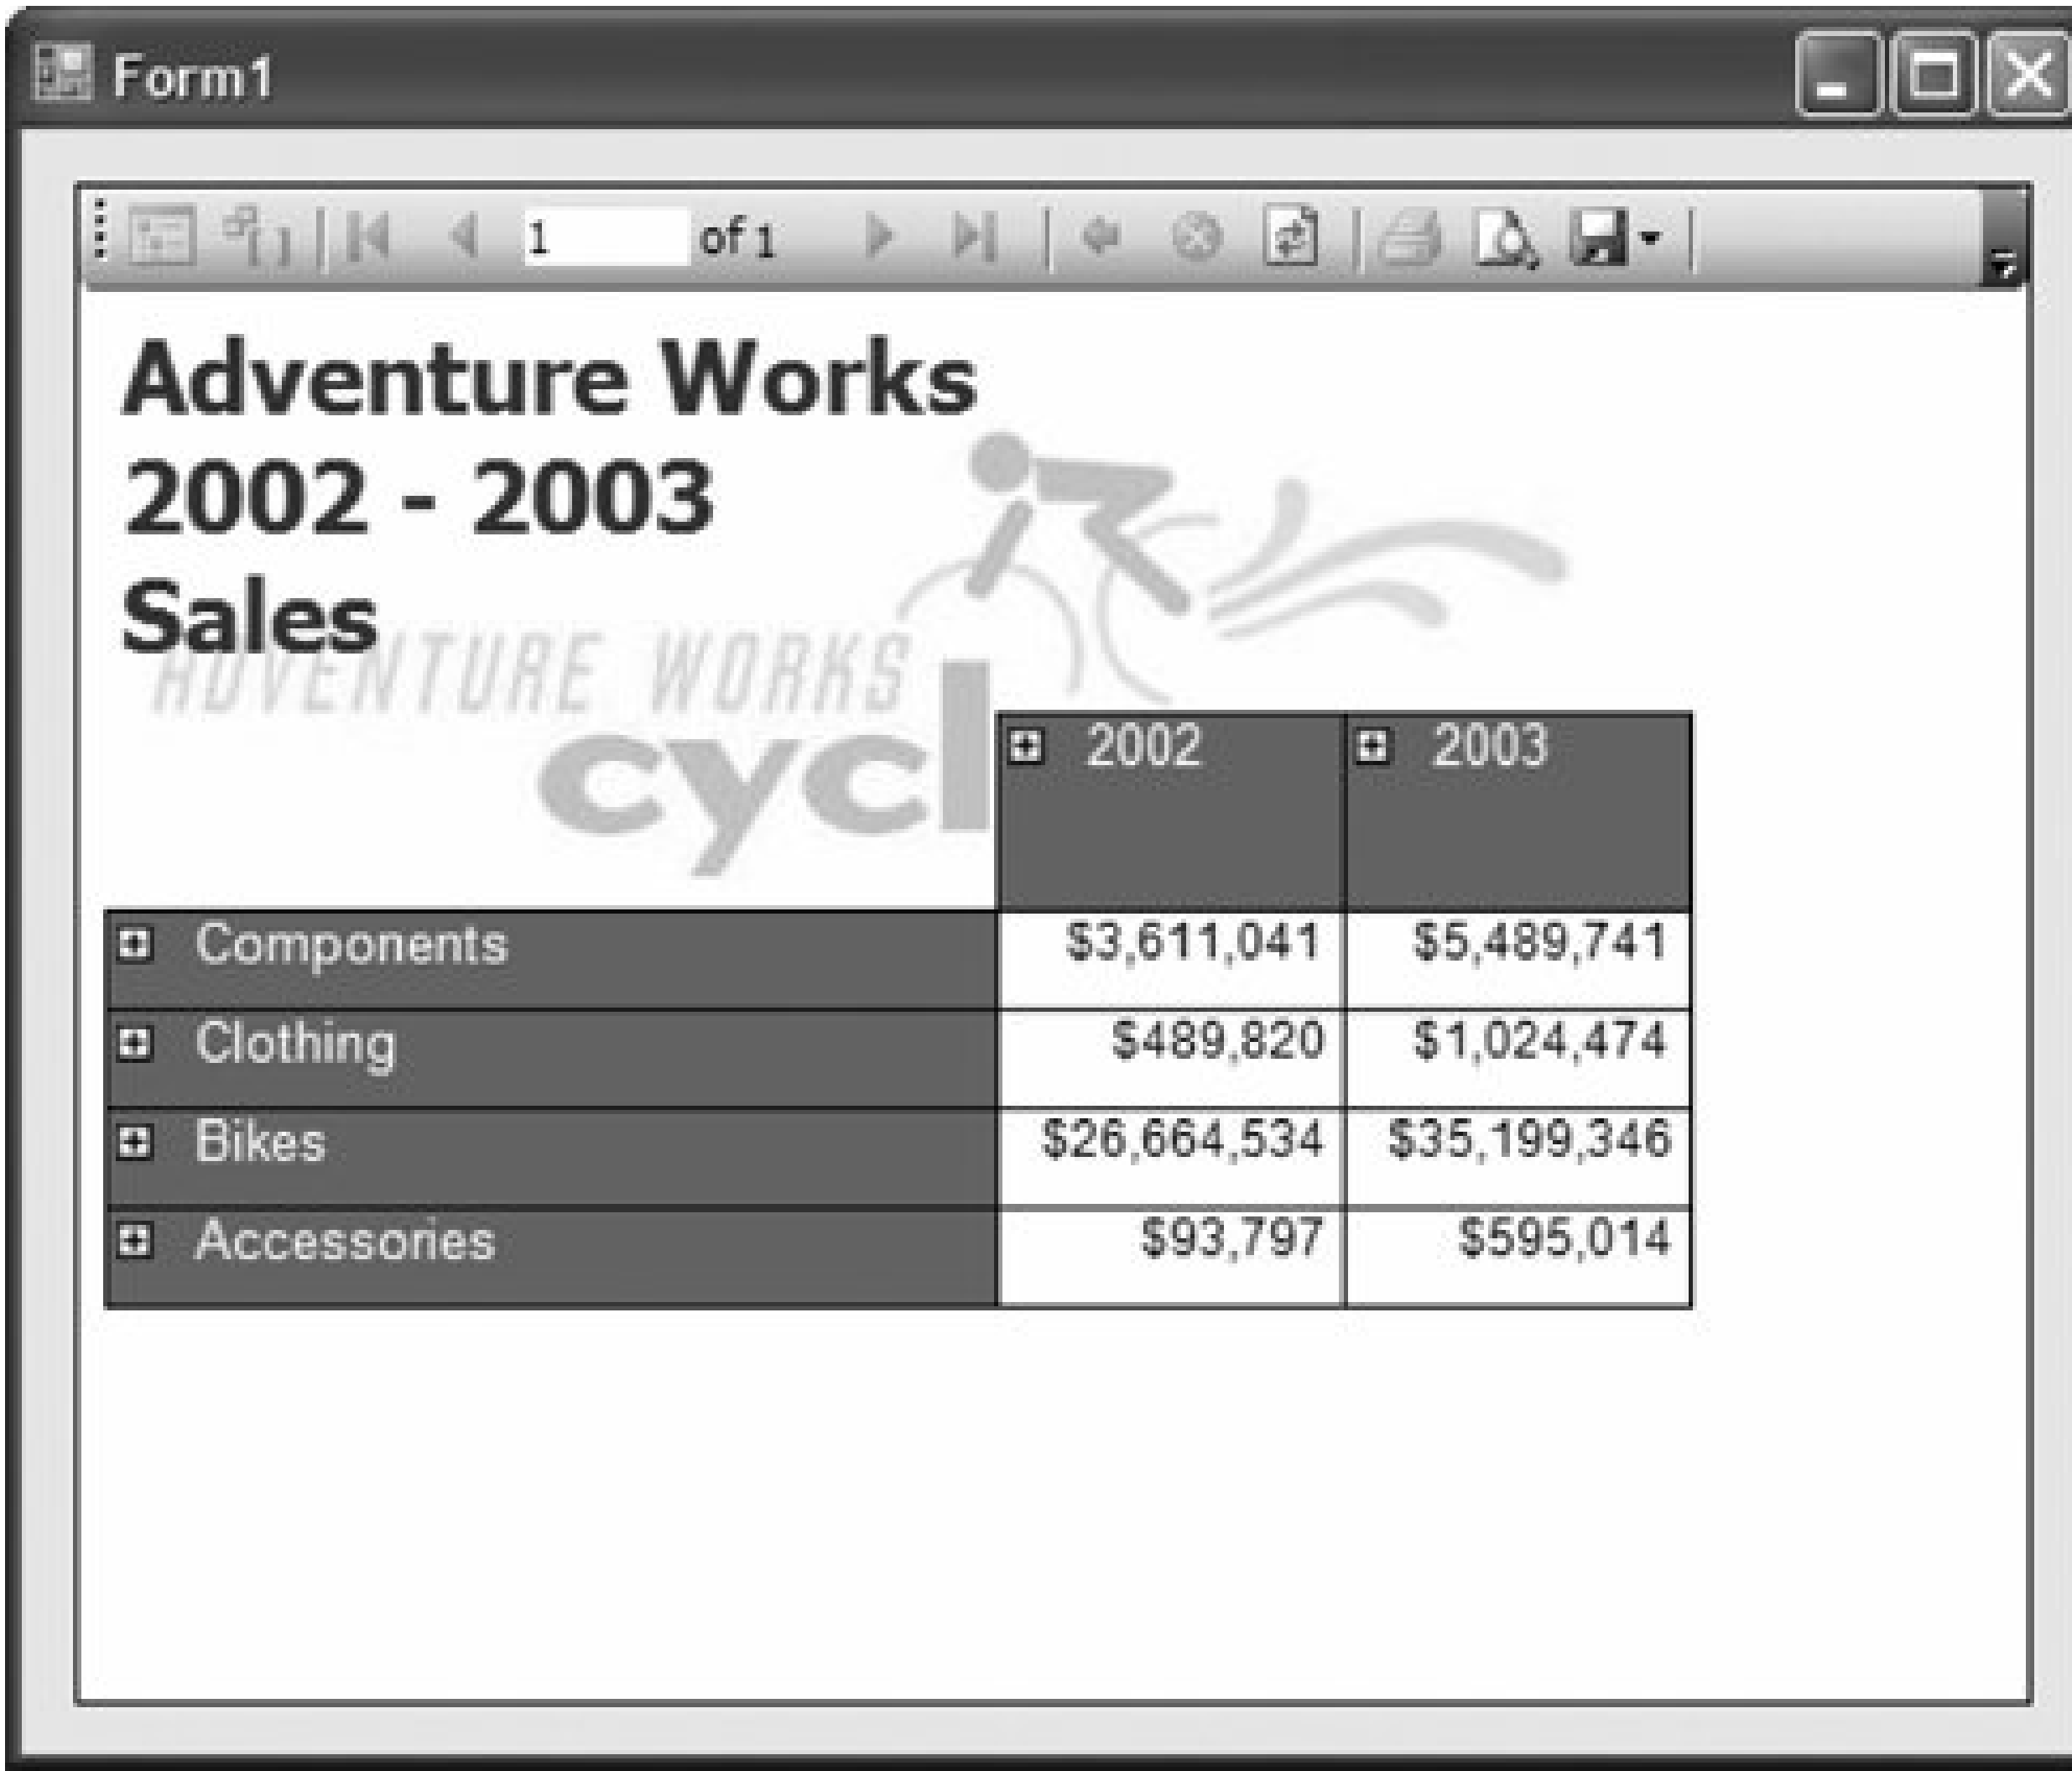 Form1
1 of 1
Adventure Works
2002 - 2003
Sales
ADVENTURE WORKS
cycl
2002 2003
Components $3,611,041 $5,489,741
Clothing $489,820 $1,024,474
Bikes $26,664,534 $35,199,346
Accessories $93,797 $595,014